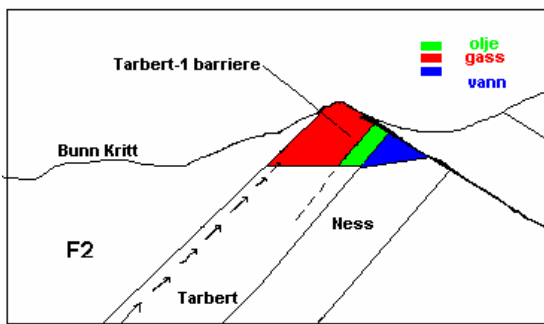 olje
gass
vann
Tarbert-1 barriere
Bunn Kritt
Ness
F2
Tarbert